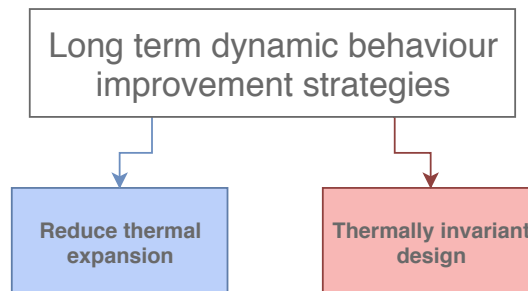 Long term dynamic behaviour
improvement strategies
Reduce thermal
expansion
Thermally invariant
design